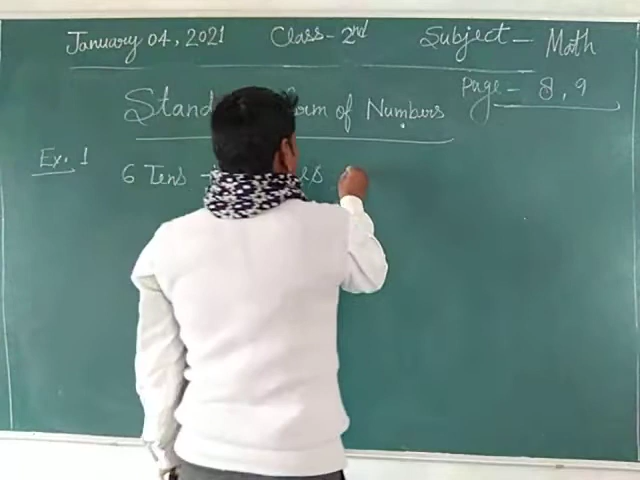 January 04, 2021 Class- 2nd Subject - Math
Page - 8, 9
Stand of Numbers
Ex. 1 6 Tens